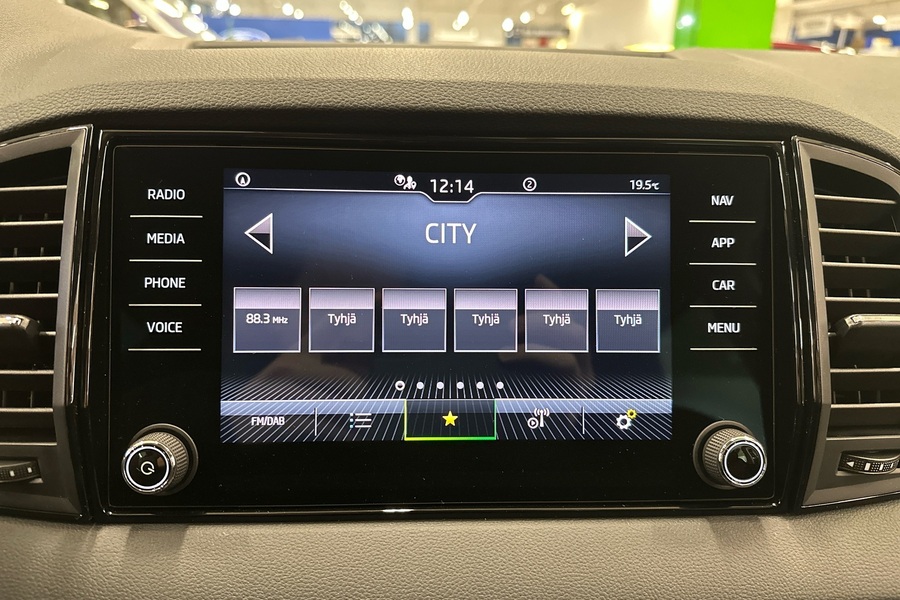 RADIO
MEDIA
PHONE
VOICE
12:14
2
19.5°C
CITY
88.3 MHz
Tyhjä
Tyhjä
Tyhjä
Tyhjä
Tyhjä
FM/DAB
NAV
APP
CAR
MENU